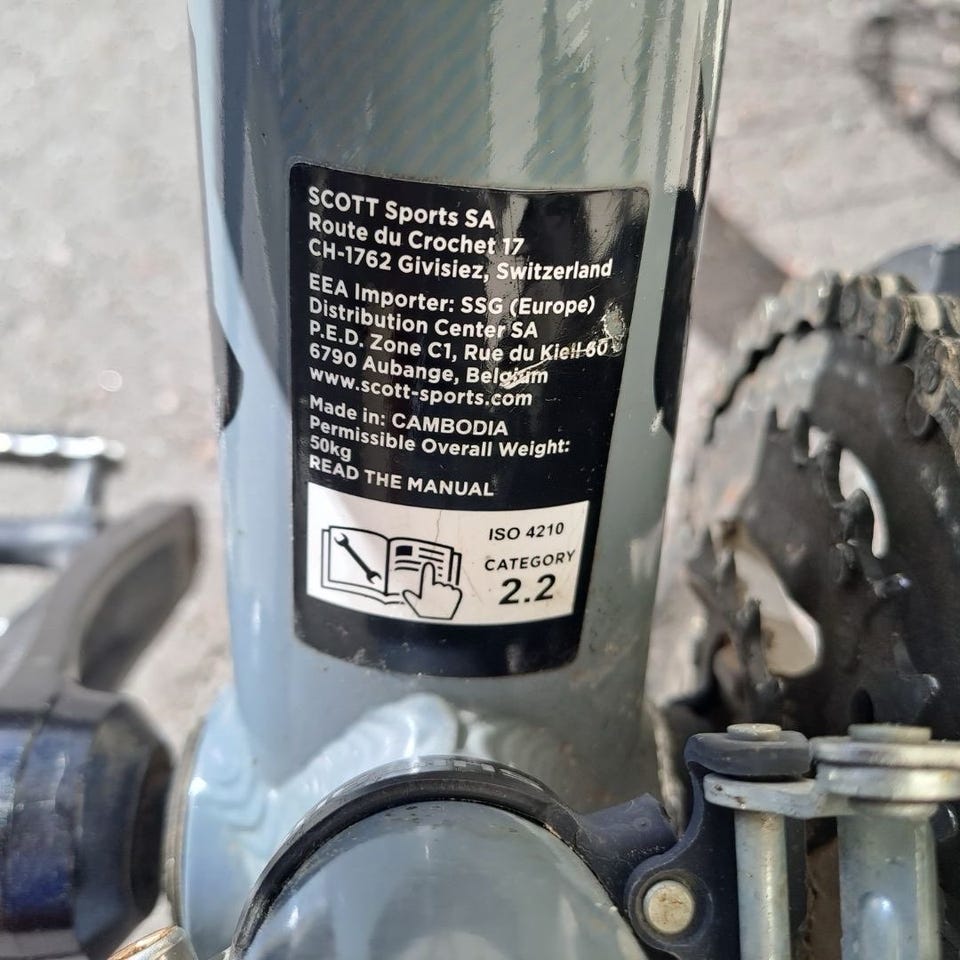 SCOTT Sports SA
Route du Crochet 17
CH-1762 Givisiez, Switzerland
EEA Importer: SSG (Europe)
Distribution Center SA
P.E.D. Zone C1, Rue du Kiell 60
6790 Aubange, Belgium
www.scott-sports.com
Made in: CAMBODIA
Permissible Overall Weight:
50kg
READ THE MANUAL
ISO 4210
CATEGORY
2.2